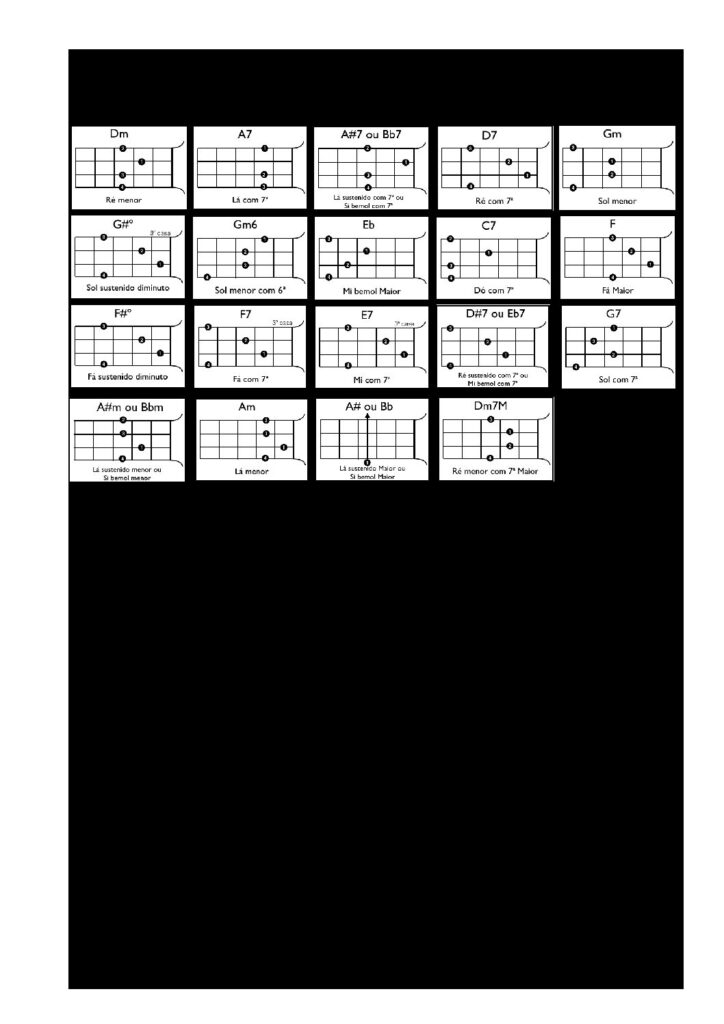 Dm
Ré menor
A7
Lá com 7ª
A#7 ou Bb7
Lá sustenido com 7ª ou
Si bemol com 7ª
D7
Ré com 7ª
Gm
Sol menor
G#º
3ª casa
Sol sustenido diminuto
Gm6
Sol menor com 6ª
Eb
Mi bemol Maior
C7
Dó com 7ª
F
Fá Maior
F#º
Fá sustenido diminuto
F7
3ª casa
Fá com 7ª
E7
Mi com 7ª
D#7 ou Eb7
Ré sustenido com 7ª ou
Mi bemol com 7ª
G7
Sol com 7ª
A#m ou Bbm
Lá sustenido menor ou
Si bemol menor
Am
Lá menor
A# ou Bb
Lá sustenido Maior ou
Si bemol Maior
Dm7M
Ré menor com 7ª Maior